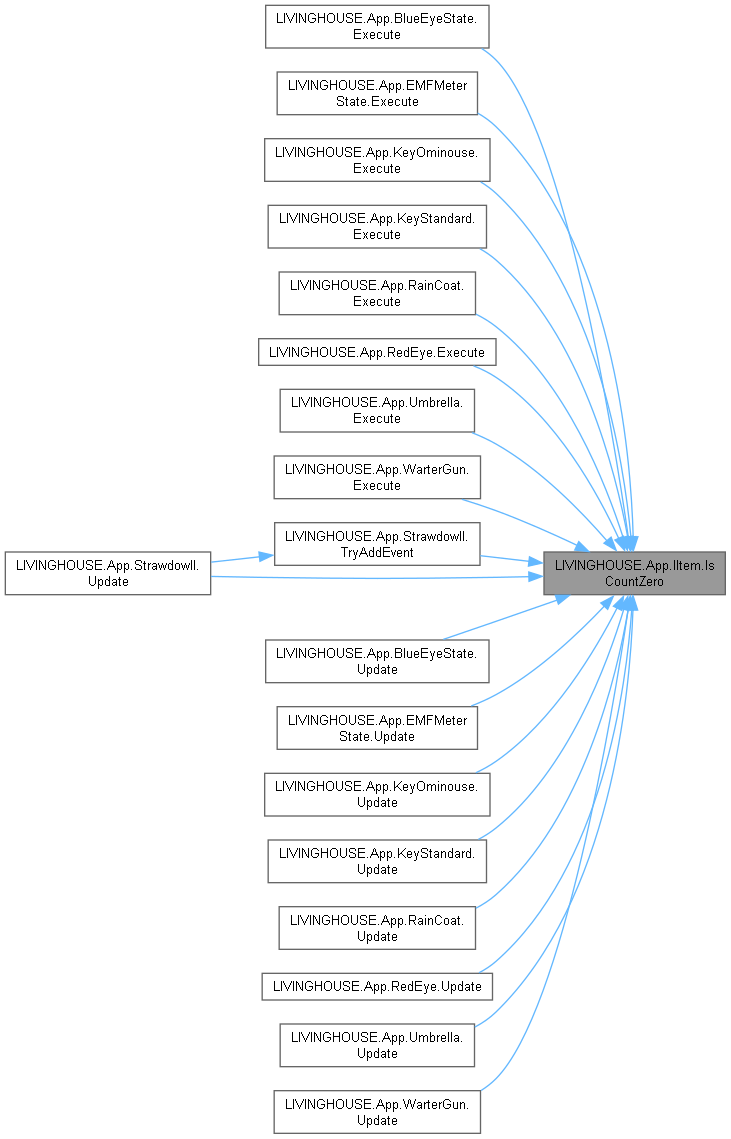 LIVINGHOUSE.App.BlueEyeState.
Execute
LIVINGHOUSE.App.EMFMeter
State.Execute
LIVINGHOUSE.App.KeyOminouse.
Execute
LIVINGHOUSE.App.KeyStandard.
Execute
LIVINGHOUSE.App.RainCoat.
Execute
LIVINGHOUSE.App.RedEye.Execute
LIVINGHOUSE.App.Umbrella.
Execute
LIVINGHOUSE.App.WarterGun.
Execute
LIVINGHOUSE.App.Strawdowll.
TryAddEvent
LIVINGHOUSE.App.Strawdowll.
Update
LIVINGHOUSE.App.IItem.Is
CountZero
LIVINGHOUSE.App.BlueEyeState.
Update
LIVINGHOUSE.App.EMFMeter
State.Update
LIVINGHOUSE.App.KeyOminouse.
Update
LIVINGHOUSE.App.KeyStandard.
Update
LIVINGHOUSE.App.RainCoat.
Update
LIVINGHOUSE.App.RedEye.Update
LIVINGHOUSE.App.Umbrella.
Update
LIVINGHOUSE.App.WarterGun.
Update